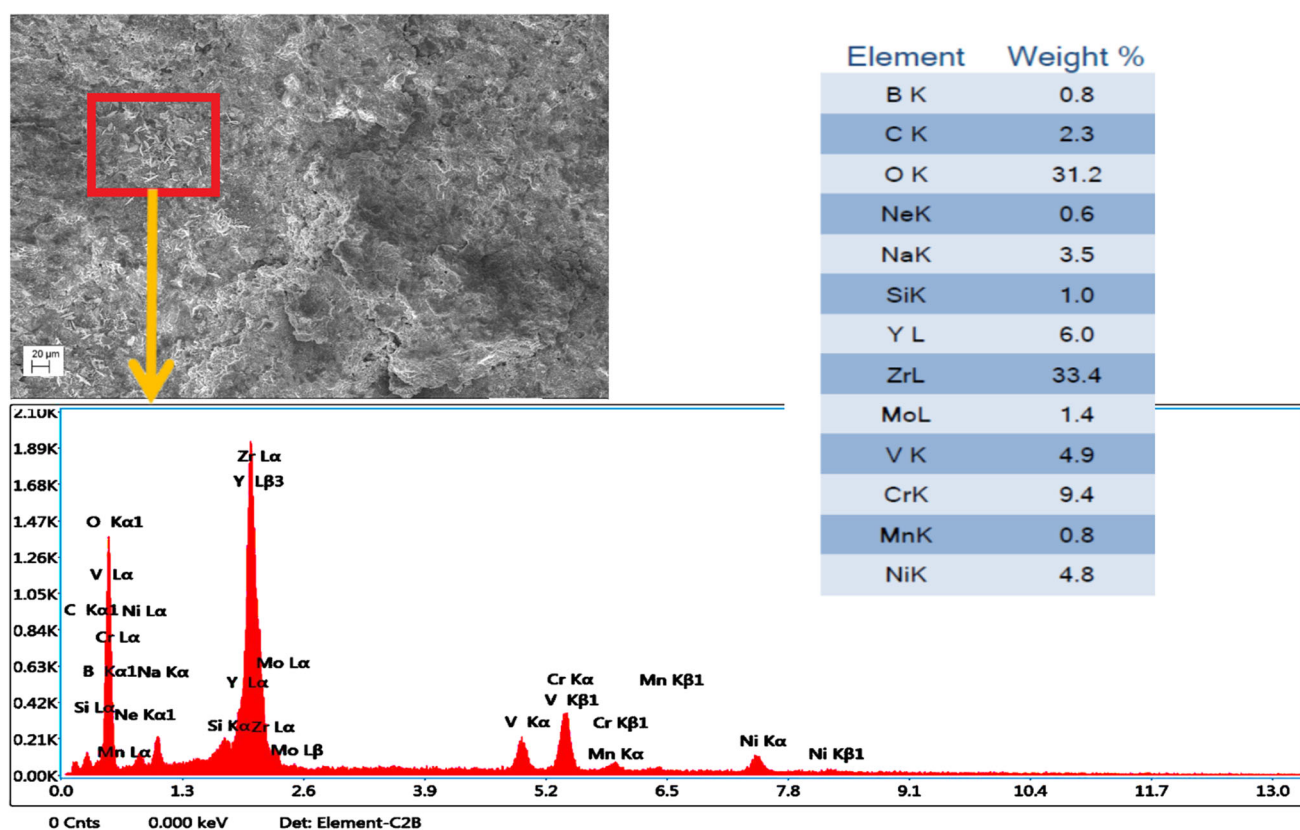 Element Weight %
B K 0.8
C K 2.3
O K 31.2
NeK 0.6
NaK 3.5
SiK 1.0
Y L 6.0
ZrL 33.4
MoL 1.4
V K 4.9
CrK 9.4
MnK 0.8
NiK 4.8
20 µm
2.10K
1.89K
1.68K
1.47K
1.26K
1.05K
0.84K
0.63K
0.42K
0.21K
0.00K
Zr Lα
Y Lβ3
O Kα1
V Lα
C Kα1 Ni Lα
Cr Lα
B Kα1 Na Kα
Si Lα
Ne Kα1
Mn Lα
Mo Lα
Y Lα
Si Kα Zr Lα
Mo Lβ
Cr Kα Mn Kβ1
V Kβ1
V Kα Cr Kβ1
Mn Kα
Ni Kα
Ni Kβ1
0.0 1.3 2.6 3.9 5.2 6.5 7.8 9.1 10.4 11.7 13.0
0 Cnts 0.000 keV Det: Element-C2B